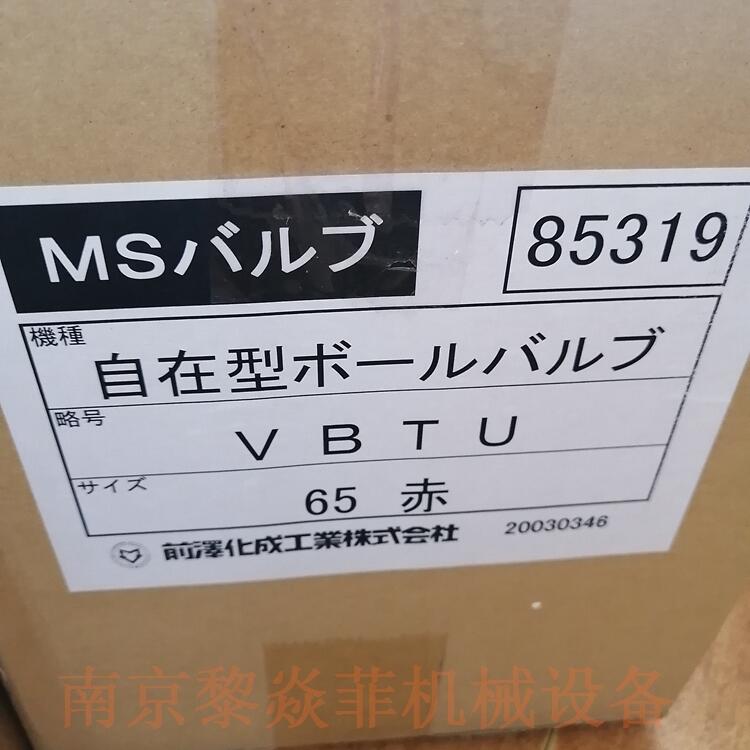 MSバルブ
85319
機種
自在型ボールバルブ
略号
VBTU
サイズ
65 赤
前澤化成工業株式会社
20030346
南京黎焱菲机械设备